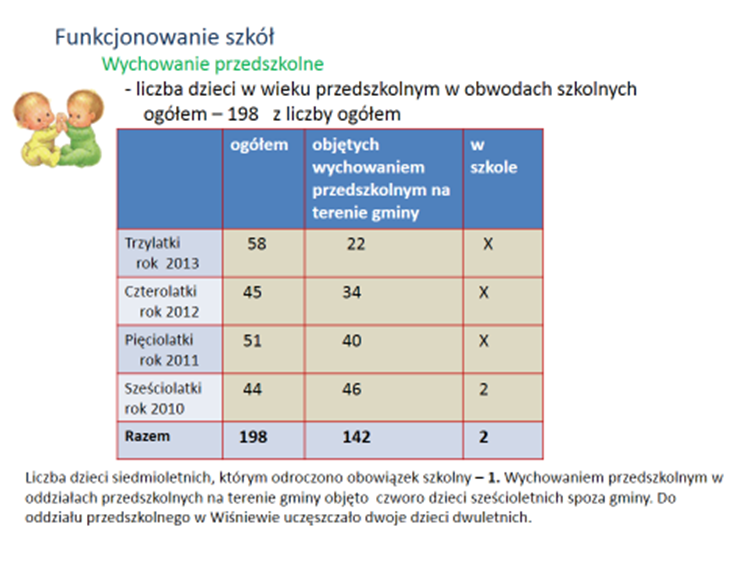 Funkcjonowanie szkół
Wychowanie przedszkolne
- liczba dzieci w wieku przedszkolnym w obwodach szkolnych
ogółem – 198 z liczby ogółem
ogółem objętych wychowaniem przedszkolnym na terenie gminy w szkole
Trzylatki rok 2013 58 22 X
Czterolatki rok 2012 45 34 X
Pięciolatki rok 2011 51 40 X
Sześciolatki rok 2010 44 46 2
Razem 198 142 2
Liczba dzieci siedmioletnich, którym odroczono obowiązek szkolny – 1. Wychowaniem przedszkolnym w
oddziałach przedszkolnych na terenie gminy objęto czworo dzieci sześcioletnich spoza gminy. Do
oddziału przedszkolnego w Wiśniewie uczęszczało dwoje dzieci dwuletnich.